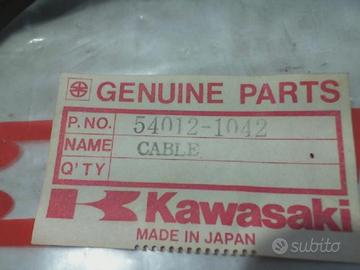 GENUINE PARTS
P.NO. 54012-1042
NAME CABLE
Q'TY
Kawasaki
MADE IN JAPAN
subito